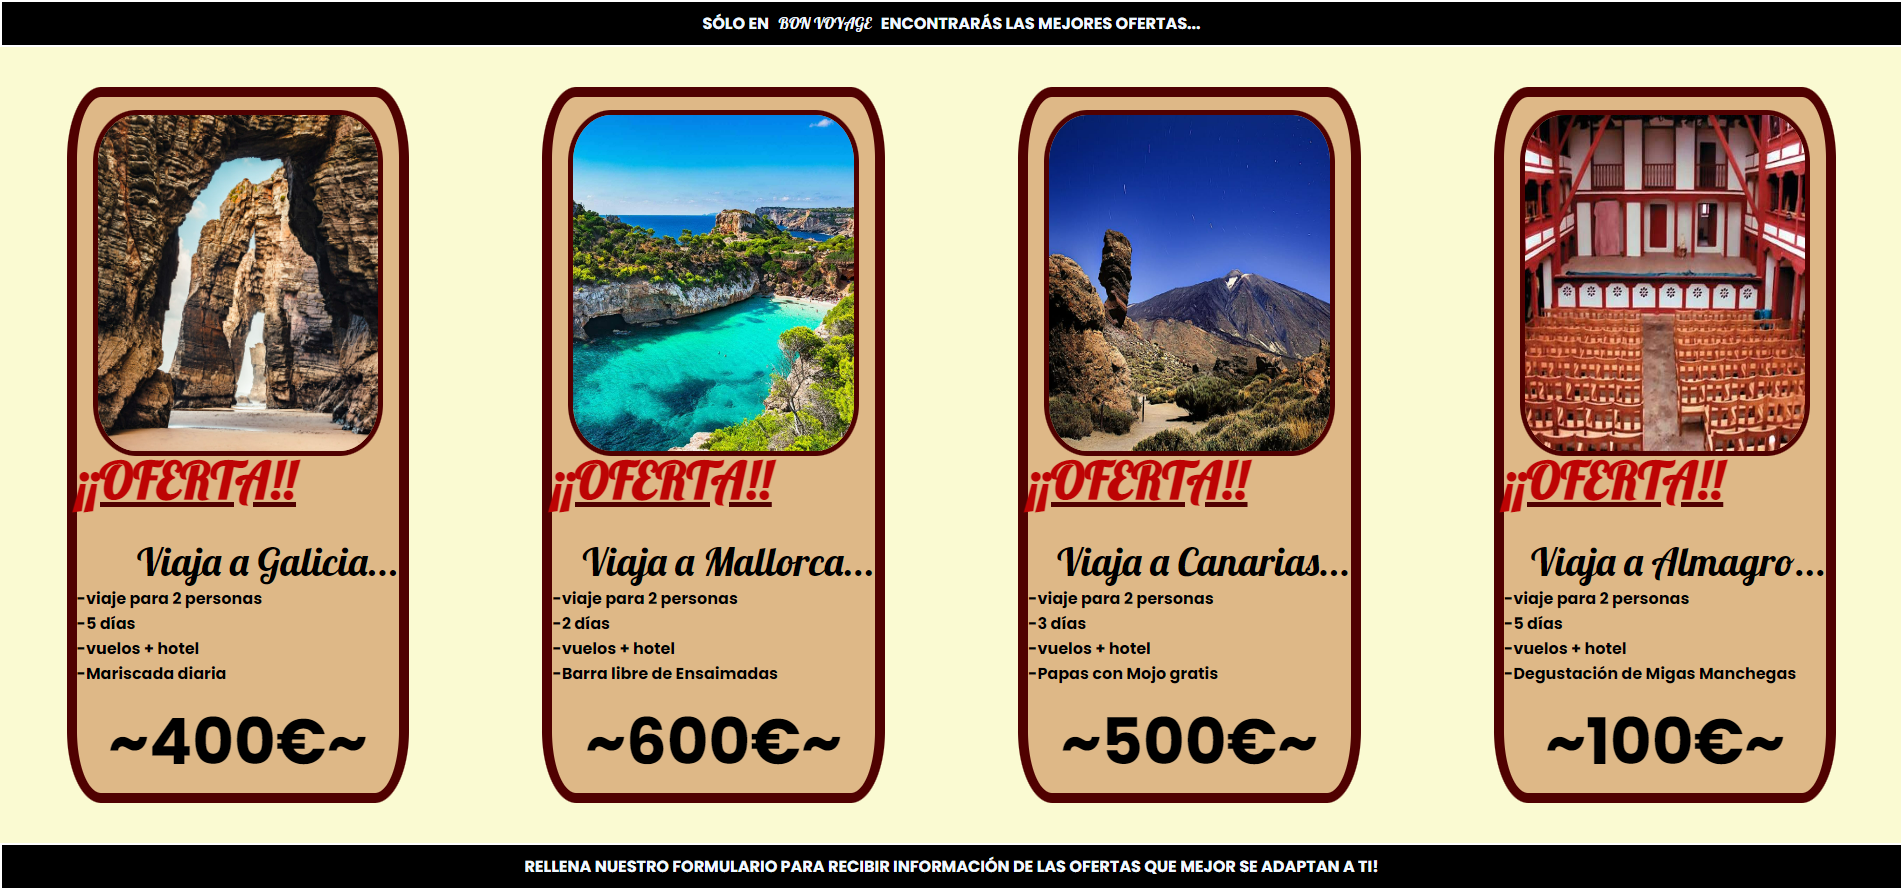 SÓLO EN BON VOYAGE ENCONTRARÁS LAS MEJORES OFERTAS...
¡¡OFERTA!!
Viaja a Galicia...
-viaje para 2 personas
-5 días
-vuelos + hotel
-Mariscada diaria
~400€~
¡¡OFERTA!!
Viaja a Mallorca...
-viaje para 2 personas
-2 días
-vuelos + hotel
-Barra libre de Ensaimadas
~600€~
¡¡OFERTA!!
Viaja a Canarias...
-viaje para 2 personas
-3 días
-vuelos + hotel
-Papas con Mojo gratis
~500€~
¡¡OFERTA!!
Viaja a Almagro...
-viaje para 2 personas
-5 días
-vuelos + hotel
-Degustación de Migas Manchegas
~100€~
RELLENA NUESTRO FORMULARIO PARA RECIBIR INFORMACIÓN DE LAS OFERTAS QUE MEJOR SE ADAPTAN A TI!